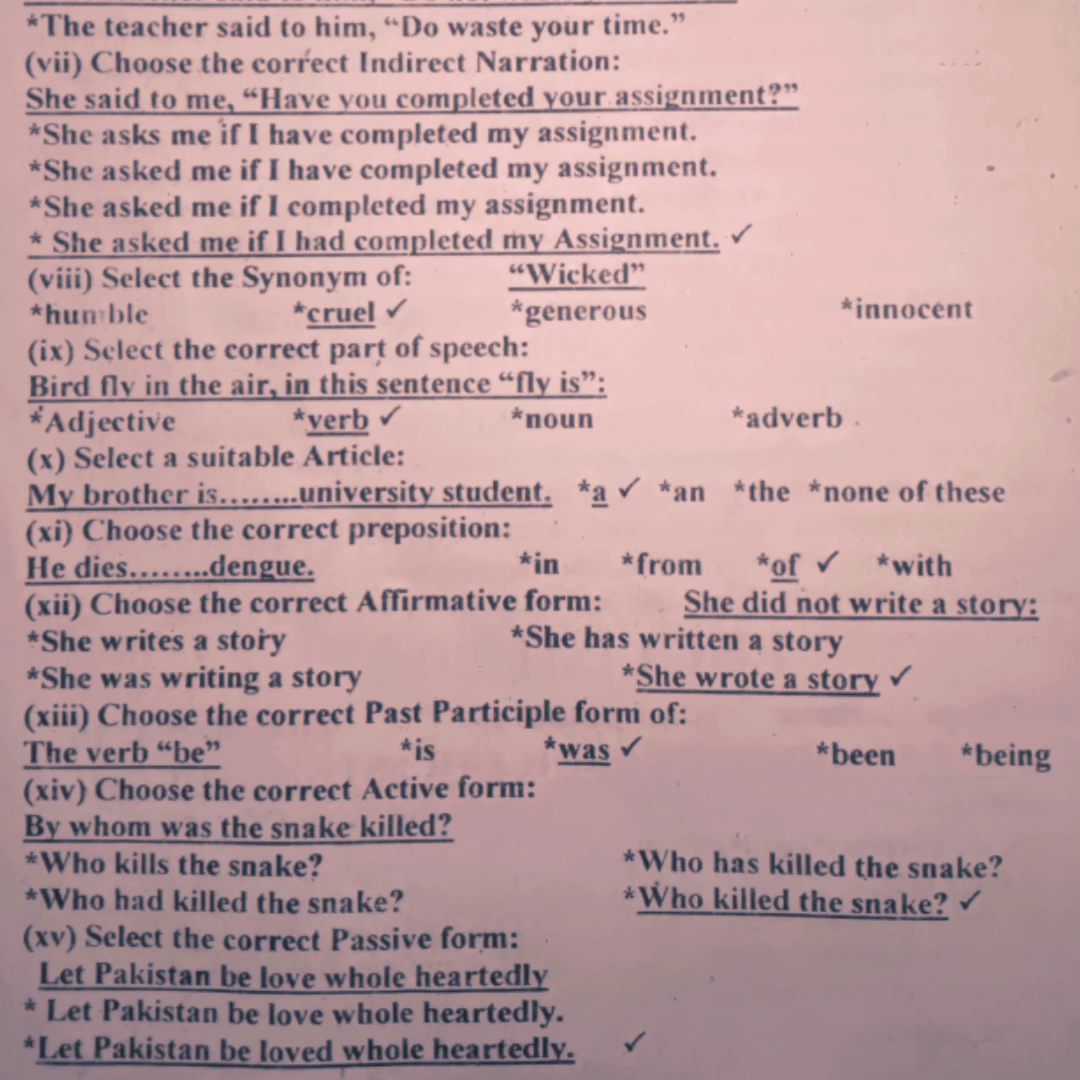 *The teacher said to him, “Do waste your time.”
(vii) Choose the correct Indirect Narration:
She said to me, “Have you completed your assignment?”
*She asks me if I have completed my assignment.
*She asked me if I have completed my assignment.
*She asked me if I completed my assignment.
* She asked me if I had completed my Assignment. ✓
(viii) Select the Synonym of: “Wicked”
*humble *cruel ✓ *generous *innocent
(ix) Select the correct part of speech:
Bird fly in the air, in this sentence “fly is”:
*Adjective *verb ✓ *noun *adverb
(x) Select a suitable Article:
My brother is........university student. *a ✓ *an *the *none of these
(xi) Choose the correct preposition:
He dies........dengue. *in *from *of ✓ *with
(xii) Choose the correct Affirmative form: She did not write a story:
*She writes a story *She has written a story
*She was writing a story *She wrote a story ✓
(xiii) Choose the correct Past Participle form of:
The verb “be” *is *was ✓ *been *being
(xiv) Choose the correct Active form:
By whom was the snake killed?
*Who kills the snake? *Who has killed the snake?
*Who had killed the snake? *Who killed the snake? ✓
(xv) Select the correct Passive form:
Let Pakistan be love whole heartedly
* Let Pakistan be love whole heartedly.
*Let Pakistan be loved whole heartedly. ✓